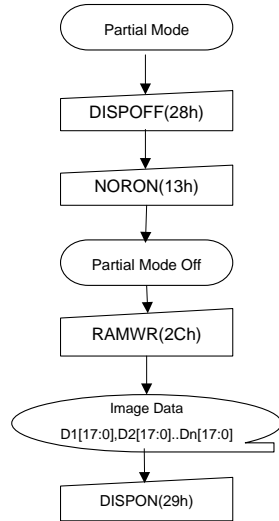 Partial Mode
DISPOFF(28h)
NORON(13h)
Partial Mode Off
RAMWR(2Ch)
Image Data
D1[17:0],D2[17:0]..Dn[17:0]
DISPON(29h)